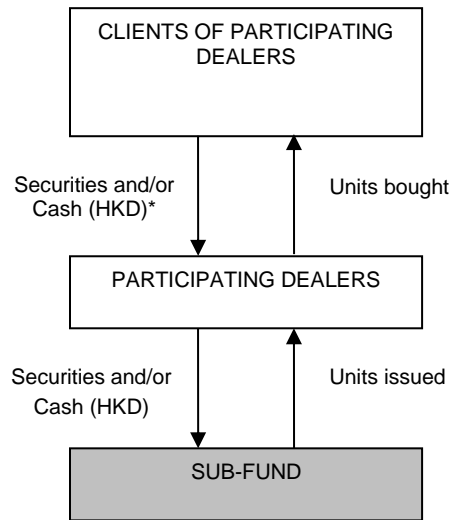 CLIENTS OF PARTICIPATING
DEALERS
Securities and/or
Cash (HKD)*
Units bought
PARTICIPATING DEALERS
Securities and/or
Cash (HKD)
Units issued
SUB-FUND